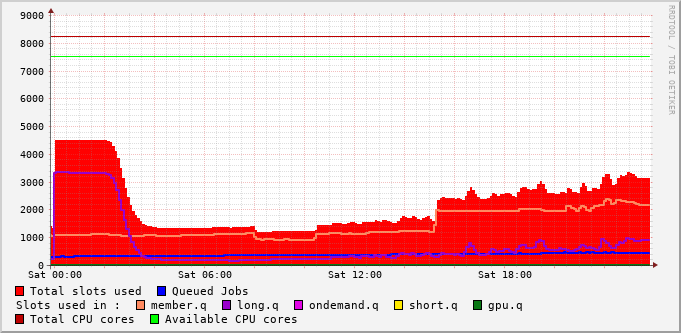 9000
8000
7000
6000
5000
4000
3000
2000
1000
0
Sat 00:00 Sat 06:00 Sat 12:00 Sat 18:00
Total slots used Queued Jobs
Slots used in : member.q long.q ondemand.q short.q gpu.q
Total CPU cores Available CPU cores
RRDTOOL / TOBI OETIKER